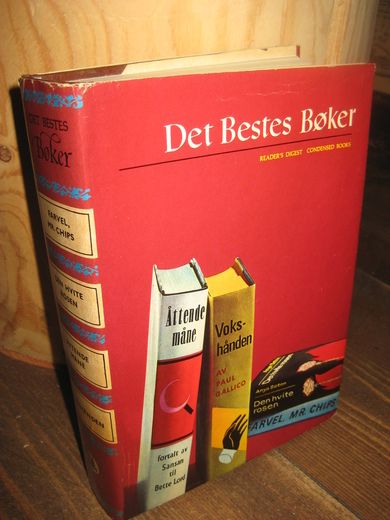 DET BESTES
Bøker
FARVEL,
MR. CHIPS
DEN HVITE
ROSEN
ÅTTENDE
MÅNE
Det Bestes Bøker
READER'S DIGEST CONDENSED BOOKS
Åttende
måne
fortalt av
Sansan
til
Bette Lord
Voks-
hånden
AV
PAUL
GALLICO
Den hvite
rosen
FARVEL, MR. CHIPS